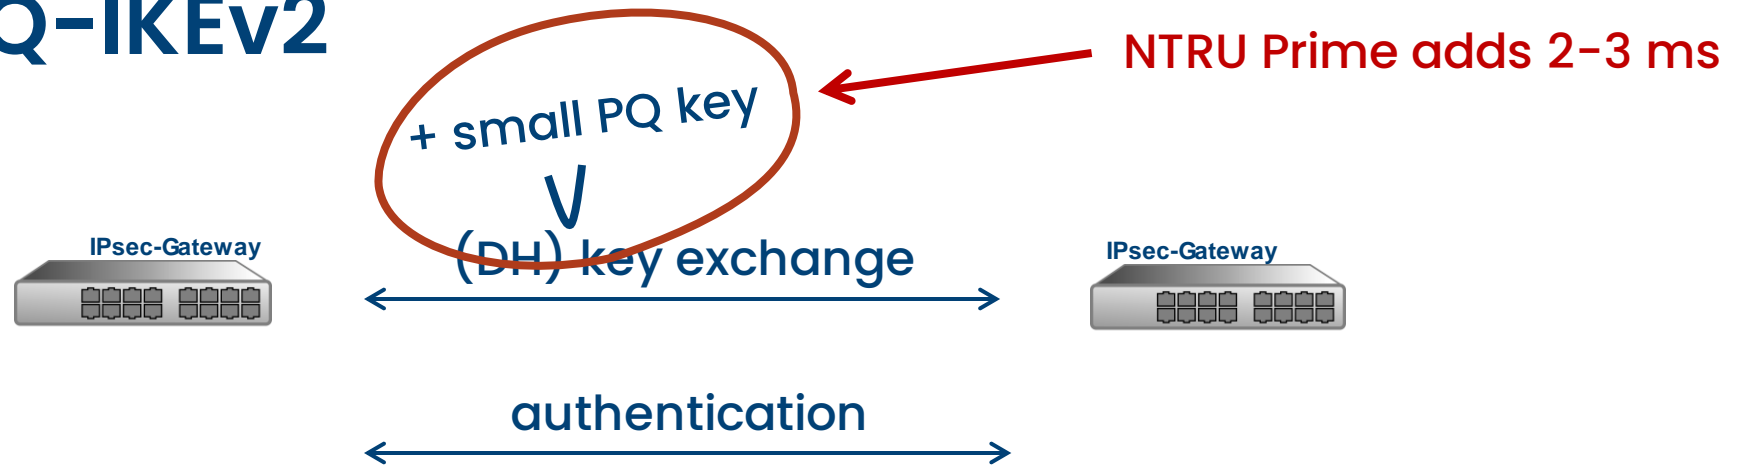 Q-IKEv2
NTRU Prime adds 2-3 ms
+ small PQ key
IPsec-Gateway
(DH) key exchange
IPsec-Gateway
authentication